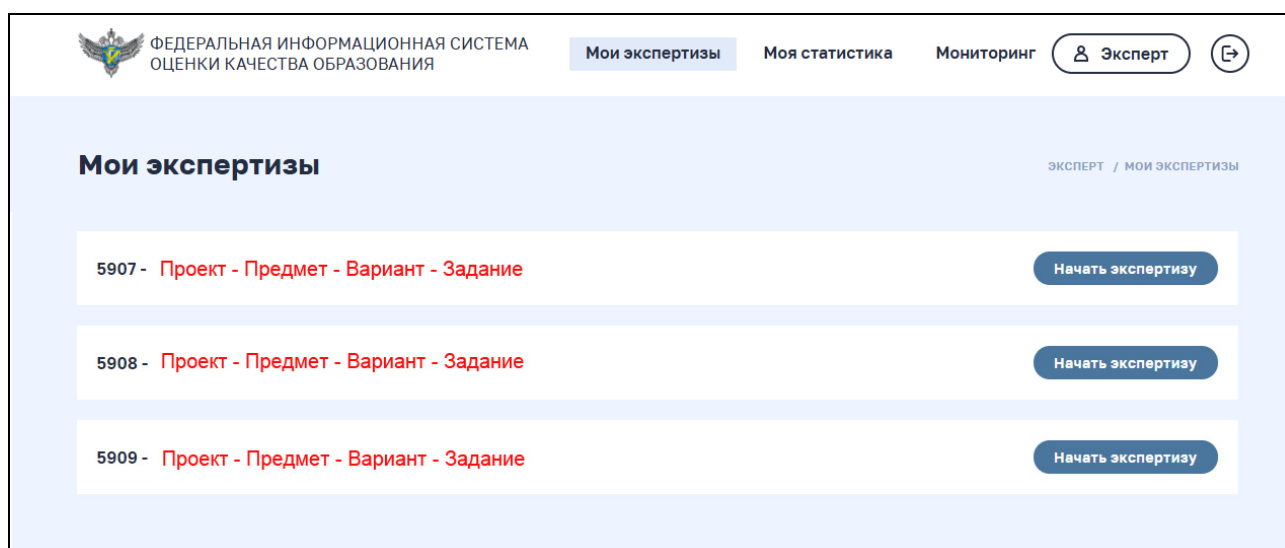 ФЕДЕРАЛЬНАЯ ИНФОРМАЦИОННАЯ СИСТЕМА
ОЦЕНКИ КАЧЕСТВА ОБРАЗОВАНИЯ
Мои экспертизы Моя статистика Мониторинг Эксперт
Мои экспертизы
ЭКСПЕРТ / МОИ ЭКСПЕРТИЗЫ
5907 - Проект - Предмет - Вариант - Задание Начать экспертизу
5908 - Проект - Предмет - Вариант - Задание Начать экспертизу
5909 - Проект - Предмет - Вариант - Задание Начать экспертизу